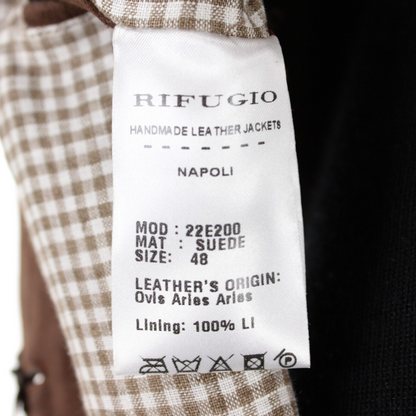 RIFUGIO
HANDMADE LEATHER JACKETS
- - - - - - -
NAPOLI
MOD : 22E200
MAT : SUEDE
SIZE: 48
LEATHER'S ORIGIN:
Ovis Aries Aries
Lining: 100% LI
P